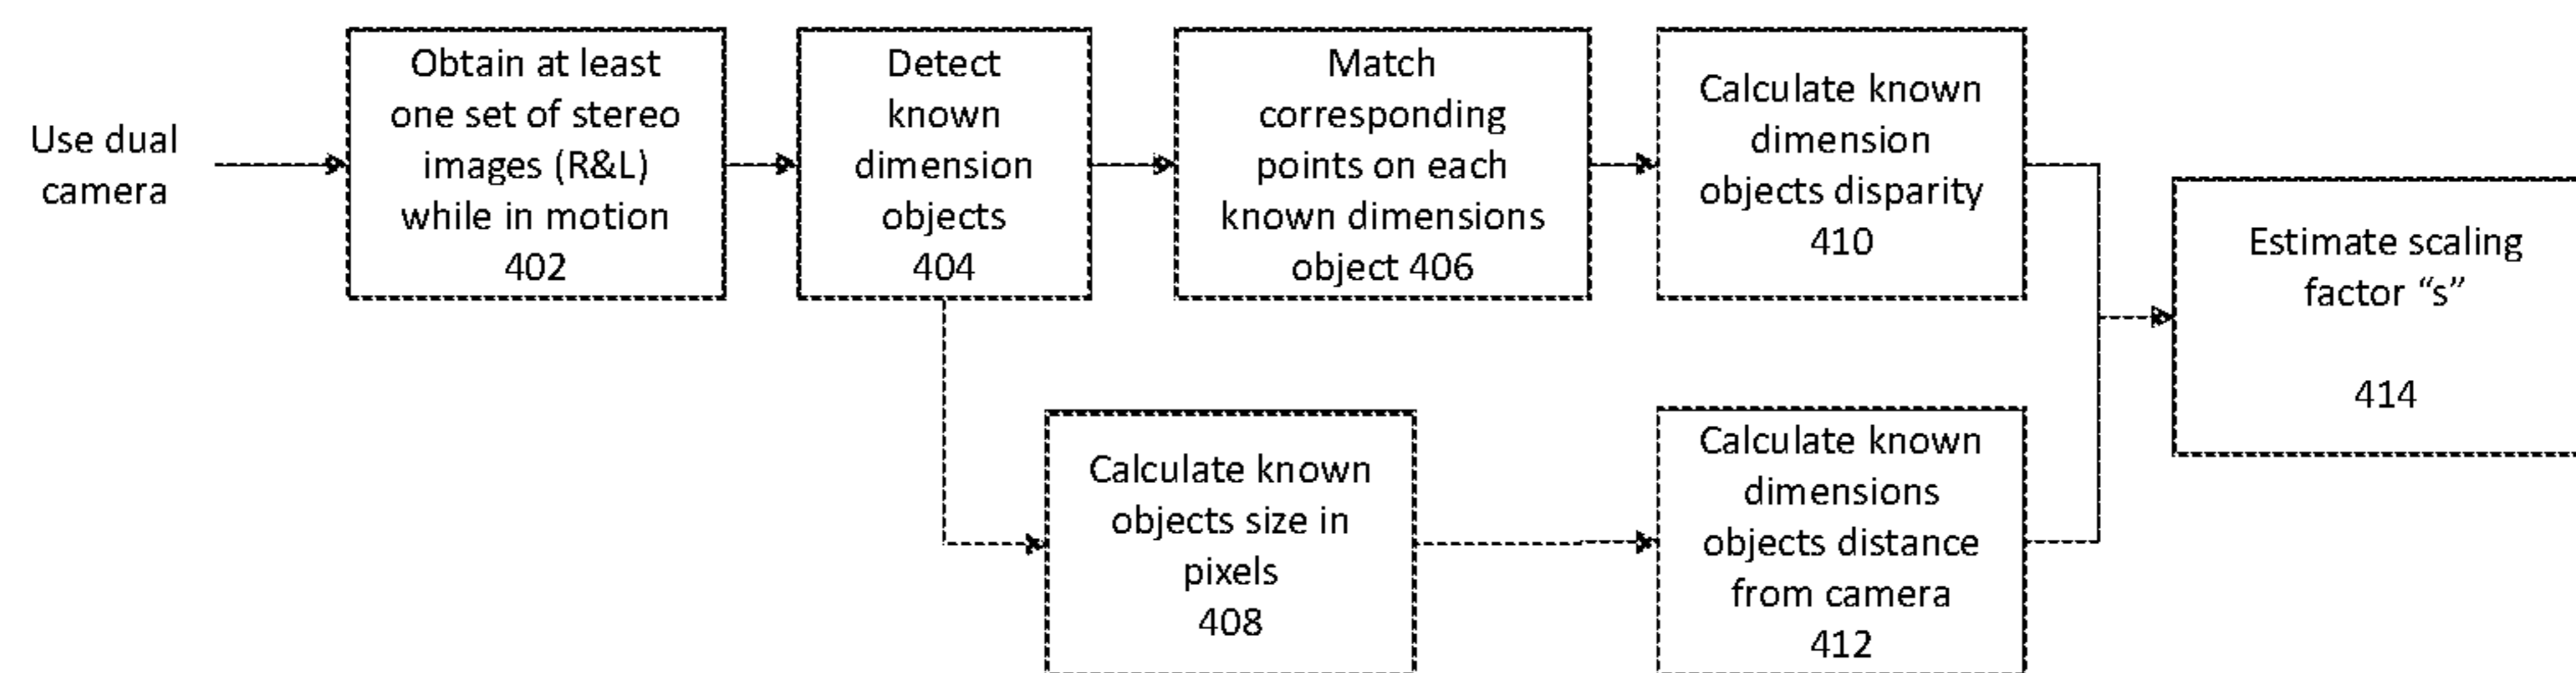 Use dual
camera
Obtain at least
one set of stereo
images (R&L)
while in motion
402
Detect
known
dimension
objects
404
Match
corresponding
points on each
known dimensions
object 406
Calculate known
dimension
objects disparity
410
Calculate known
objects size in
pixels
408
Calculate known
dimensions
objects distance
from camera
412
Estimate scaling
factor “s”
414